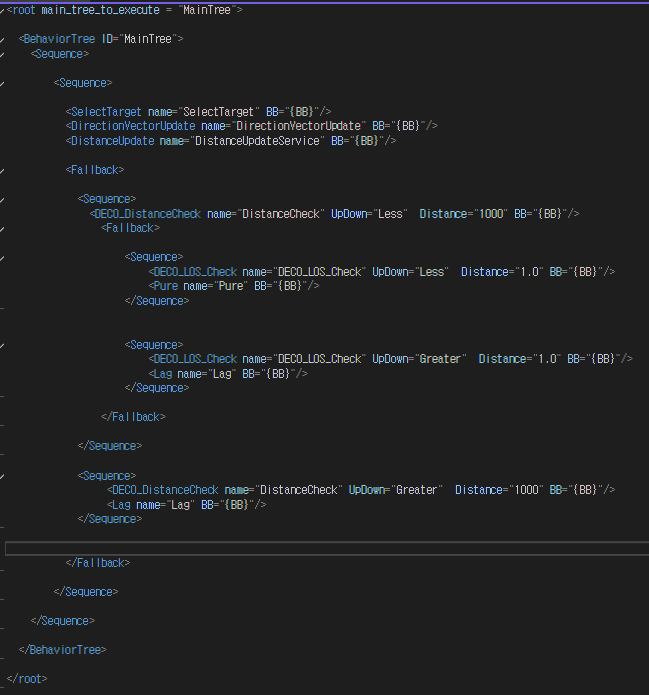 <root main_tree_to_execute = "MainTree">
<BehaviorTree ID="MainTree">
<Sequence>
<Sequence>
<SelectTarget name="SelectTarget" BB="{BB}"/>
<DirectionVectorUpdate name="DirectionVectorUpdate" BB="{BB}"/>
<DistanceUpdate name="DistanceUpdateService" BB="{BB}"/>
<Fallback>
<Sequence>
<DECO_DistanceCheck name="DistanceCheck" UpDown="Less"  Distance="1000" BB="{BB}"/>
<Fallback>
<Sequence>
<DECO_LOS_Check name="DECO_LOS_Check" UpDown="Less"  Distance="1.0" BB="{BB}"/>
<Pure name="Pure" BB="{BB}"/>
</Sequence>
<Sequence>
<DECO_LOS_Check name="DECO_LOS_Check" UpDown="Greater"  Distance="1.0" BB="{BB}"/>
<Lag name="Lag" BB="{BB}"/>
</Sequence>
</Fallback>
</Sequence>
<Sequence>
<DECO_DistanceCheck name="DistanceCheck" UpDown="Greater"  Distance="1000" BB="{BB}"/>
<Lag name="Lag" BB="{BB}"/>
</Sequence>
</Fallback>
</Sequence>
</Sequence>
</BehaviorTree>
</root>